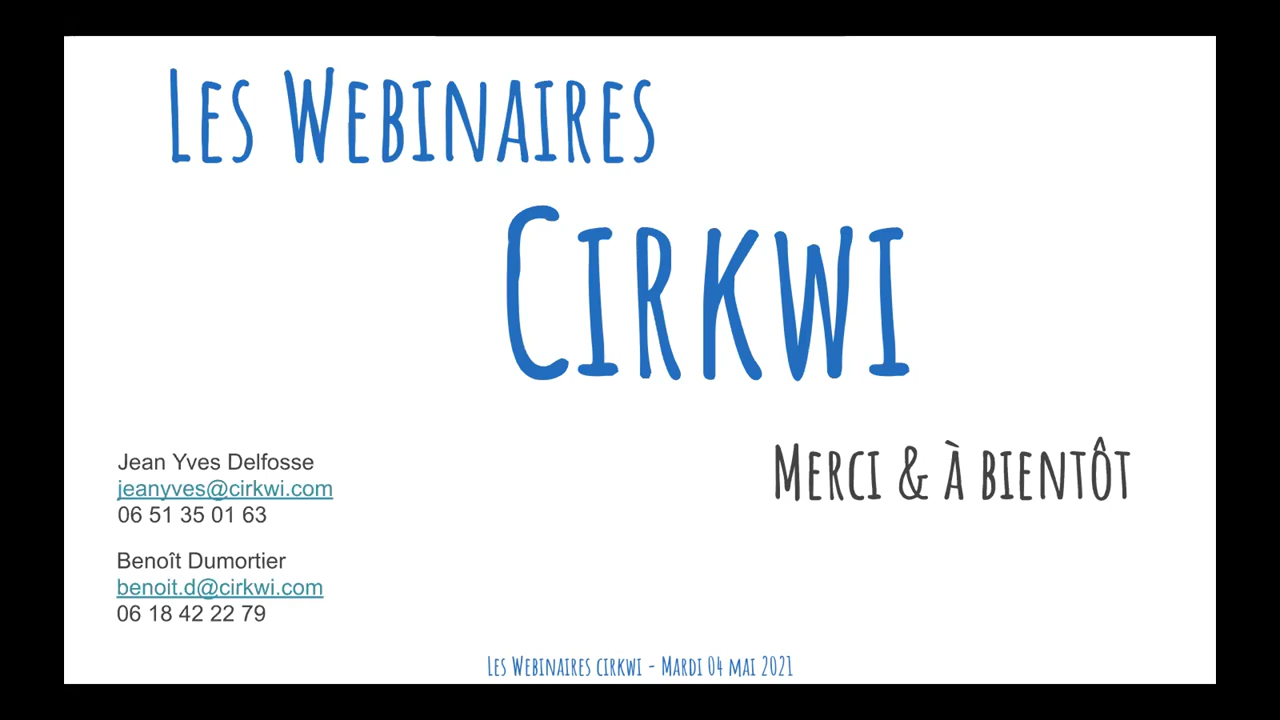 Les Webinaires
Cirkwi
Merci & à bientôt
Jean Yves Delfosse
jeanyves@cirkwi.com
06 51 35 01 63
Benoît Dumortier
benoit.d@cirkwi.com
06 18 42 22 79
Les Webinaires cirkwi - Mardi 04 mai 2021